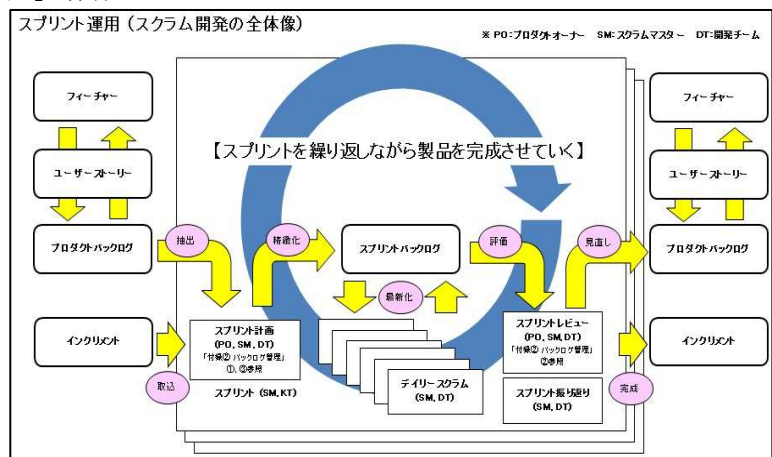 スプリント運用（スクラム開発の全体像）
※ PO:プロダクトオーナー SM:スクラムマスター DT:開発チーム
フィーチャー
ユーザーストーリー
プロダクトバックログ
インクリメント
【スプリントを繰り返しながら製品を完成させていく】
抽出
精緻化
スプリントバックログ
評価
見直し
最新化
取込
スプリント計画
(PO, SM, DT)
「付録② バックログ管理」
①, ③参照
スプリント (SM, KT)
デイリースクラム
(SM, DT)
スプリントレビュー
(PO, SM, DT)
「付録② バックログ管理」
②参照
スプリント振り返り
(SM, DT)
完成
フィーチャー
ユーザーストーリー
プロダクトバックログ
インクリメント